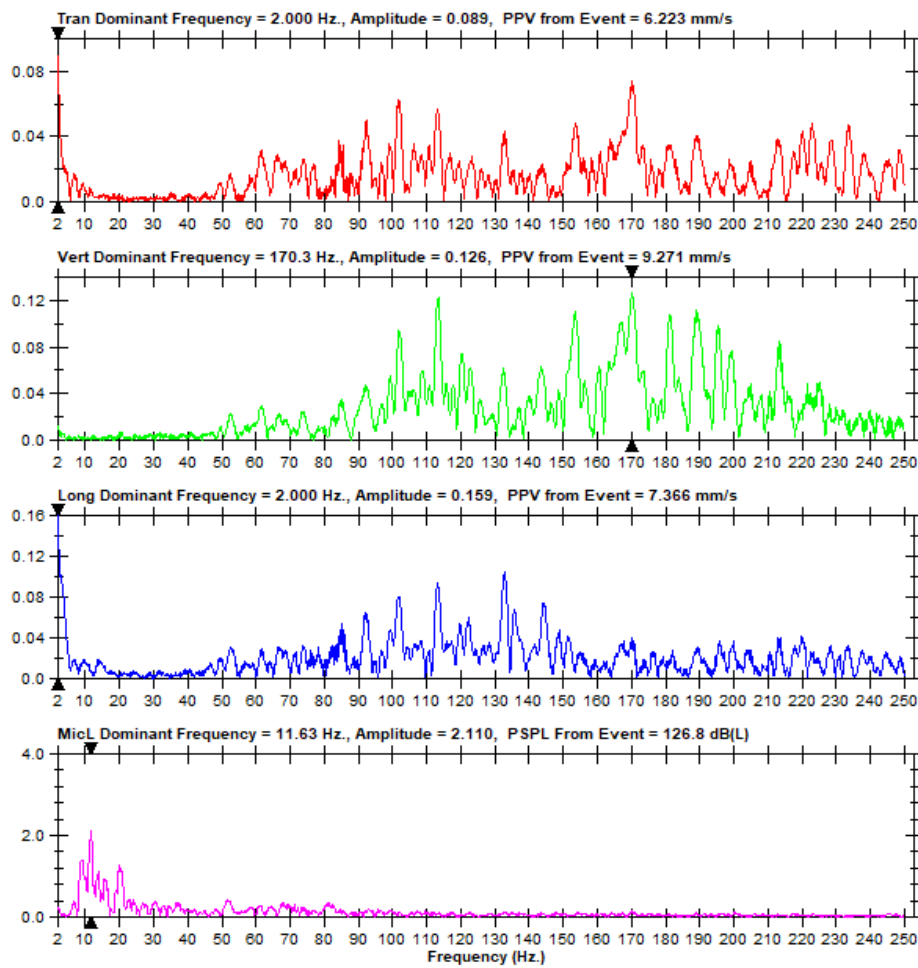 Tran Dominant Frequency = 2.000 Hz., Amplitude = 0.089, PPV from Event = 6.223 mm/s
0.08
0.04
0.0
2 10 20 30 40 50 60 70 80 90 100 110 120 130 140 150 160 170 180 190 200 210 220 230 240 250
Vert Dominant Frequency = 170.3 Hz., Amplitude = 0.126, PPV from Event = 9.271 mm/s
0.12
0.08
0.04
0.0
2 10 20 30 40 50 60 70 80 90 100 110 120 130 140 150 160 170 180 190 200 210 220 230 240 250
Long Dominant Frequency = 2.000 Hz., Amplitude = 0.159, PPV from Event = 7.366 mm/s
0.16
0.12
0.08
0.04
0.0
2 10 20 30 40 50 60 70 80 90 100 110 120 130 140 150 160 170 180 190 200 210 220 230 240 250
MicL Dominant Frequency = 11.63 Hz., Amplitude = 2.110, PSPL From Event = 126.8 dB(L)
4.0
2.0
0.0
2 10 20 30 40 50 60 70 80 90 100 110 120 130 140 150 160 170 180 190 200 210 220 230 240 250
Frequency (Hz.)